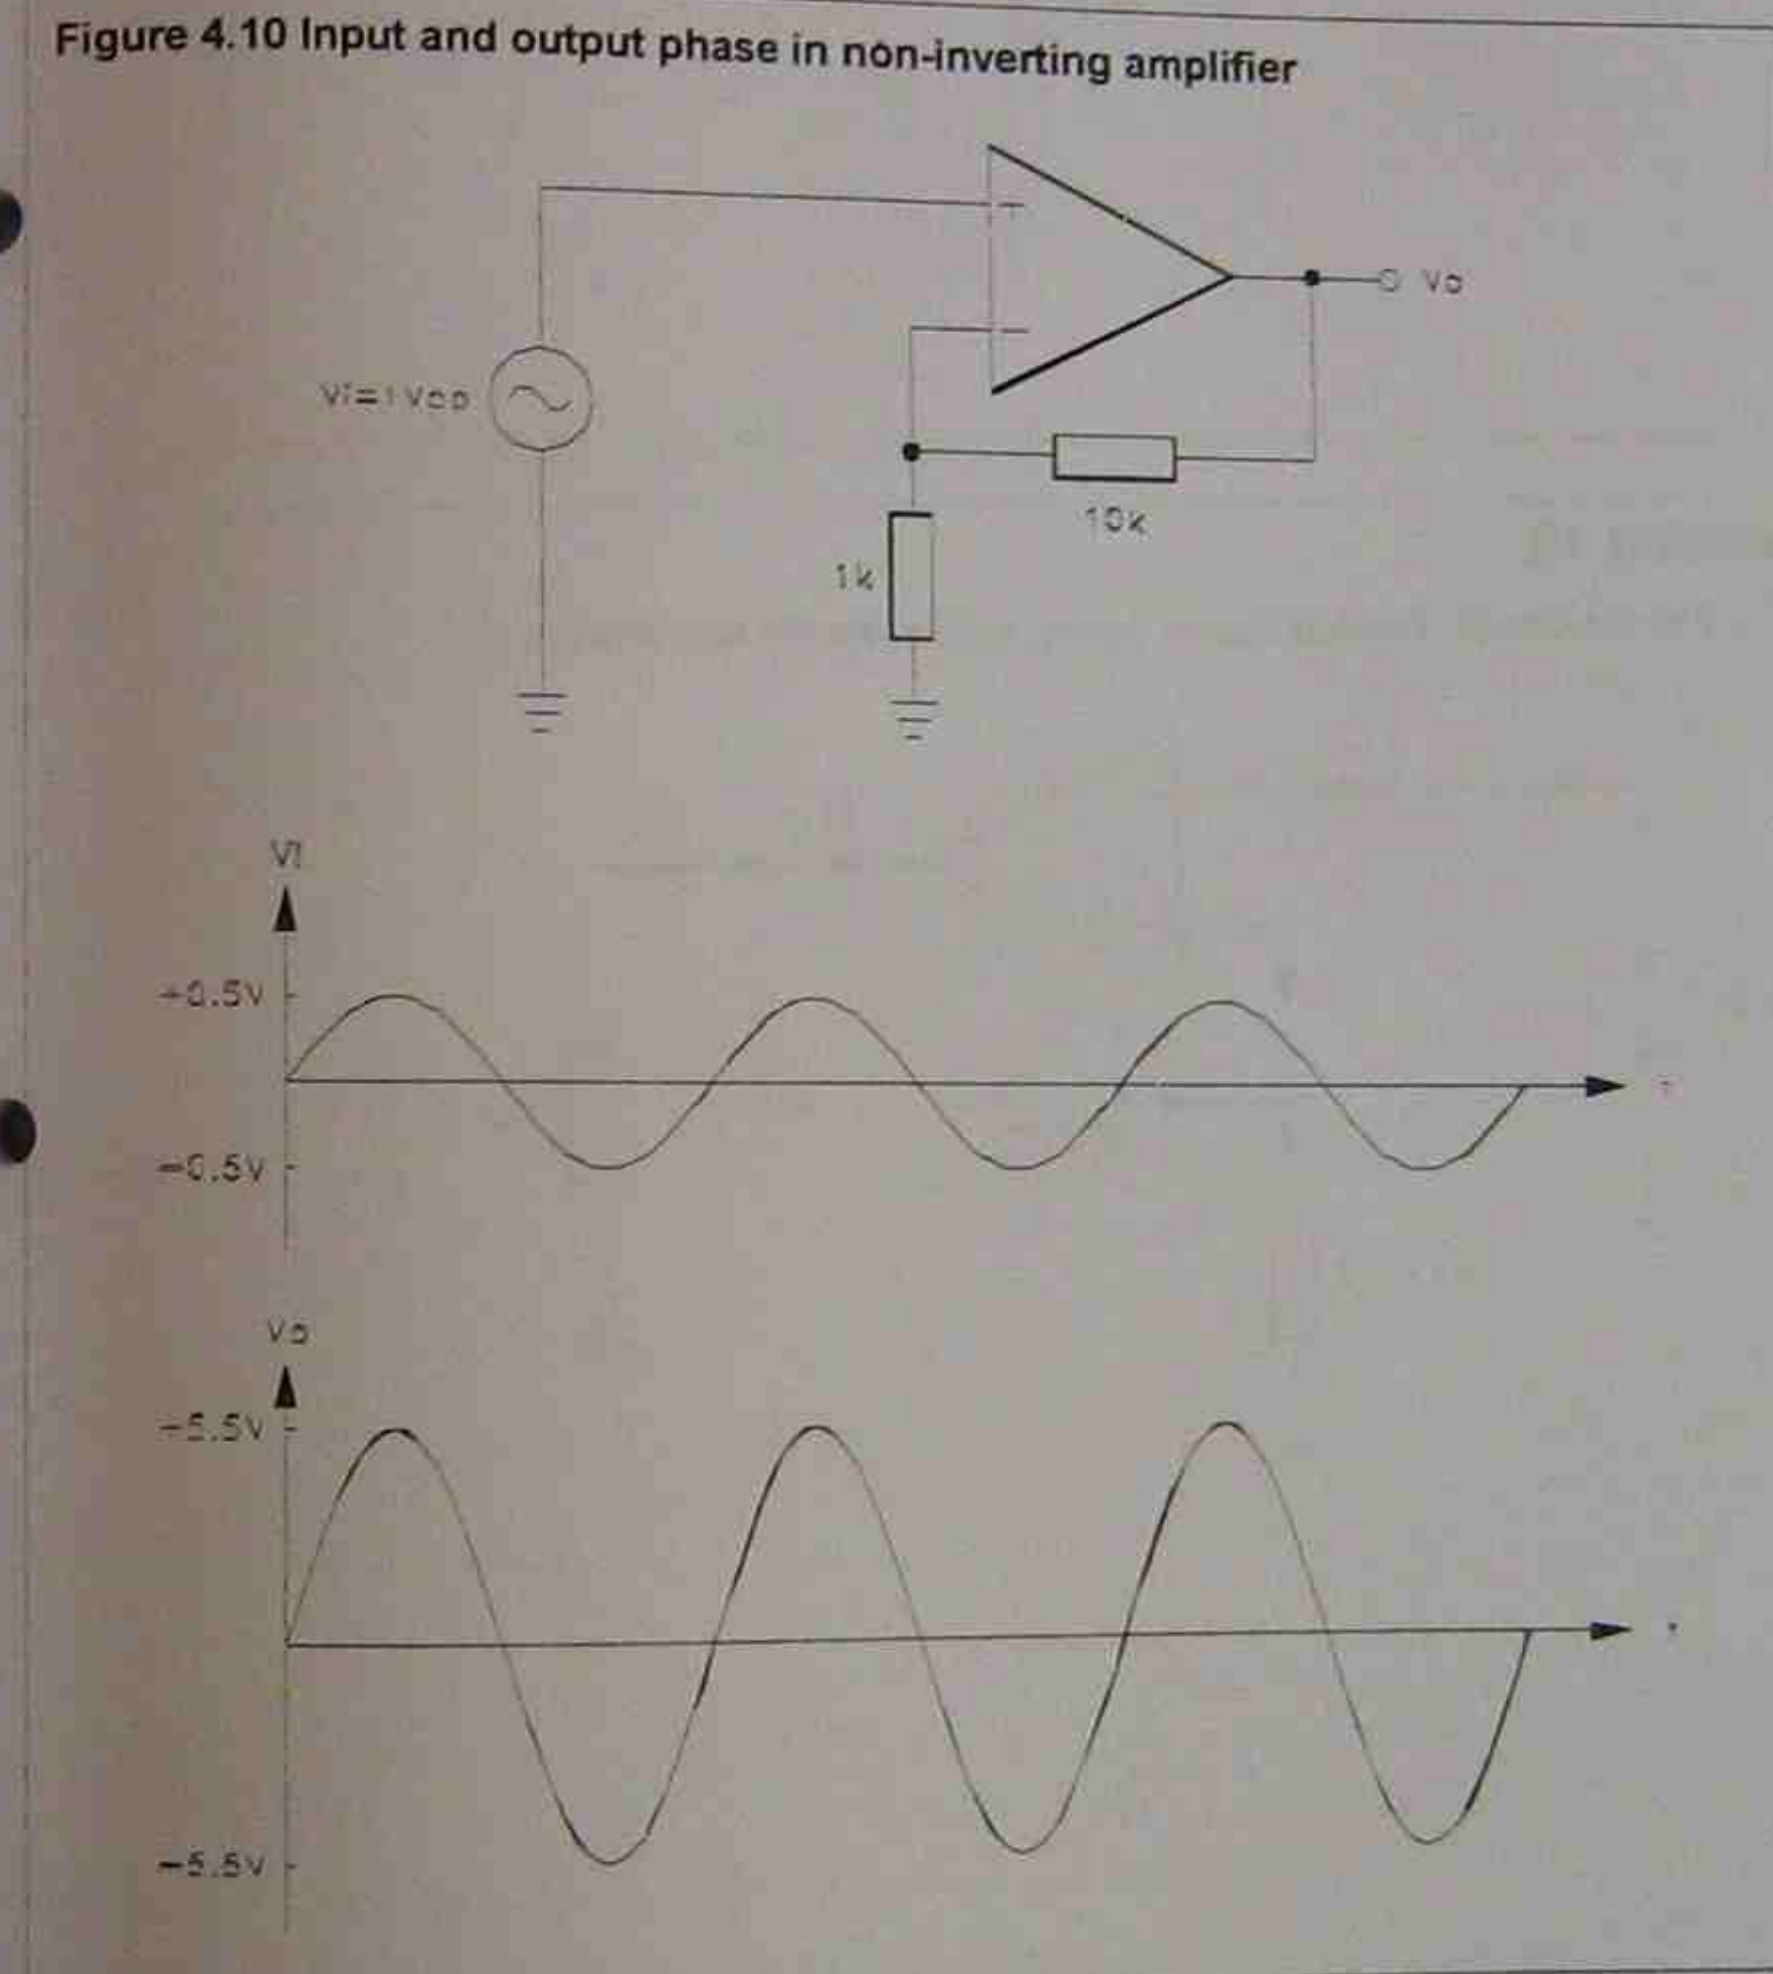 Figure 4.10 Input and output phase in non-inverting amplifier
Vo
Vi=1Vpp
10k
1k
Vi
+0.5V
-0.5V
Vo
+5.5V
-5.5V